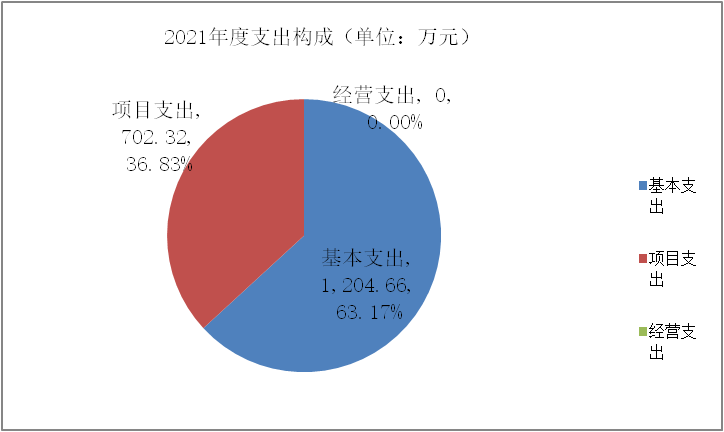 2021年度支出构成（单位：万元）
经营支出, 0,
0.00%
项目支出,
702.32,
36.83%
基本支出,
1,204.66,
63.17%
基本支
出
项目支
出
经营支
出